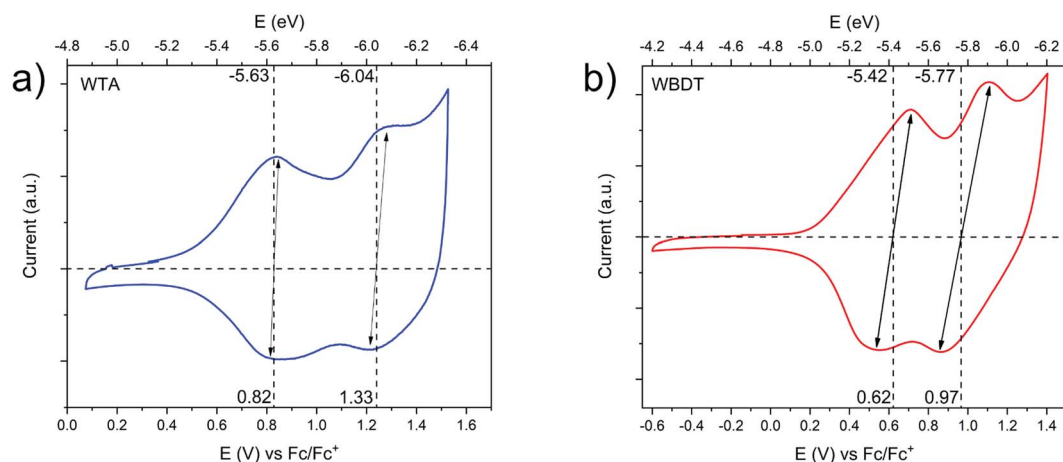 E (eV)
-4.8 -5.0 -5.2 -5.4 -5.6 -5.8 -6.0 -6.2 -6.4
a)
WTA
-5.63
-6.04
Current (a.u.)
0.82
1.33
0.0 0.2 0.4 0.6 0.8 1.0 1.2 1.4 1.6
E (V) vs Fc/Fc⁺
E (eV)
-4.2 -4.4 -4.6 -4.8 -5.0 -5.2 -5.4 -5.6 -5.8 -6.0 -6.2
b)
WBDT
-5.42
-5.77
Current (a.u.)
0.62
0.97
-0.6 -0.4 -0.2 0.0 0.2 0.4 0.6 0.8 1.0 1.2 1.4
E (V) vs Fc/Fc⁺